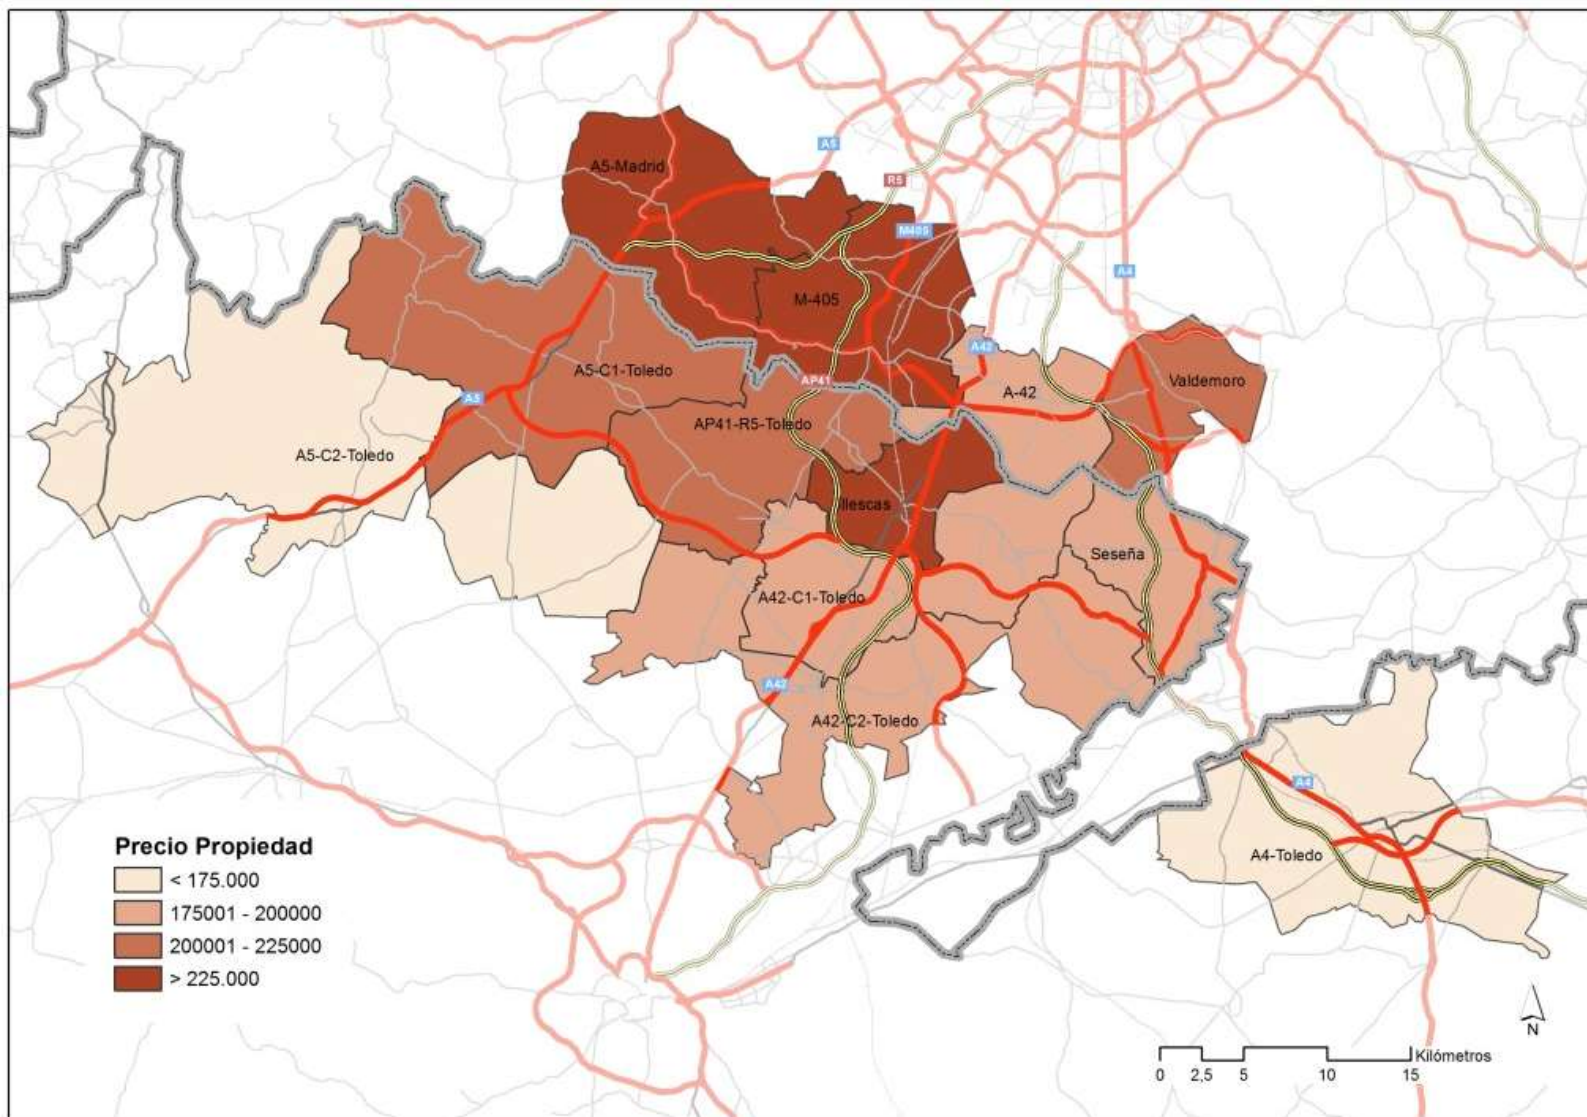 A5-Madrid
A5
R5
M409
A4
M-405
A42
A5-C1-Toledo
AP41
A-42
Valdemoro
A5
AP41-R5-Toledo
A5-C2-Toledo
Illescas
Seseña
A42-C1-Toledo
A42
A42-C2-Toledo
A4
A4-Toledo
Precio Propiedad
< 175.000
175001 - 200000
200001 - 225000
> 225.000
N
Kilómetros
0 2,5 5 10 15